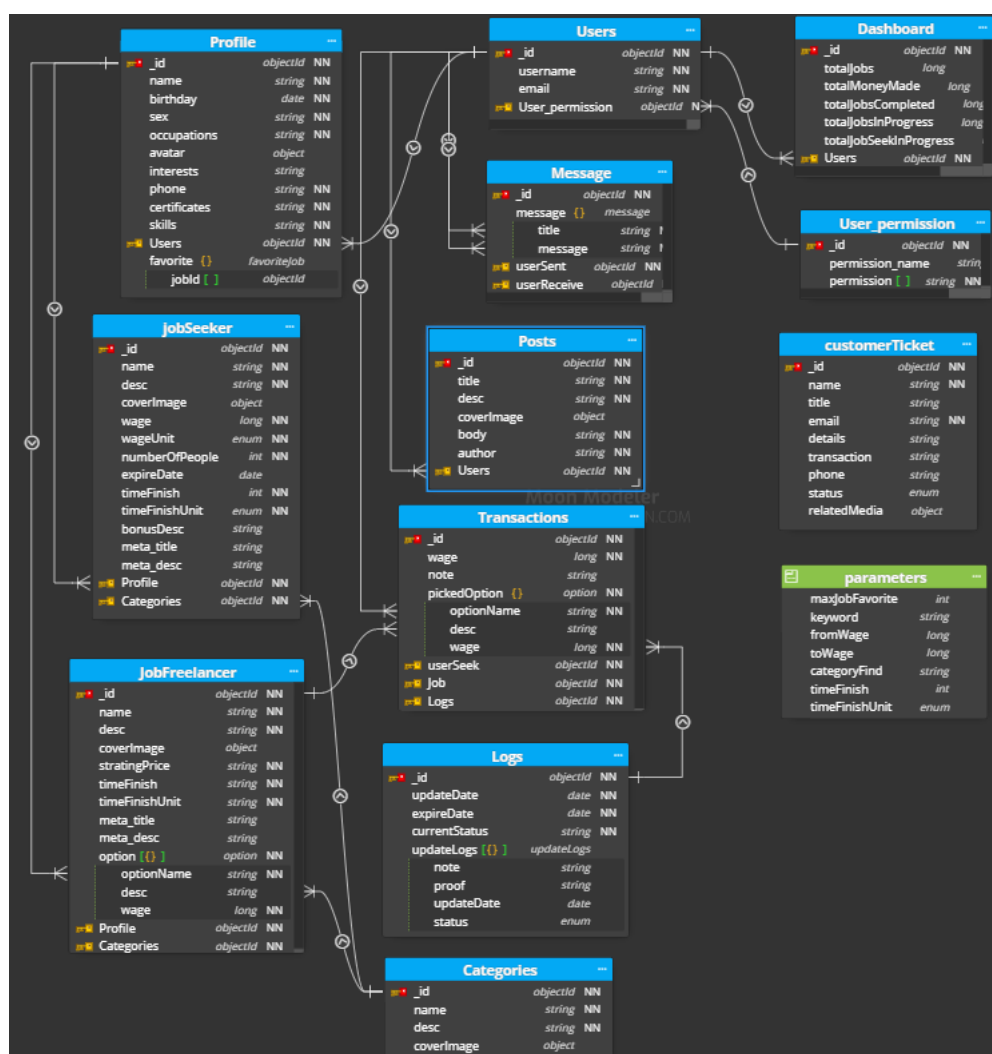 Profile
_id objectId NN
name string NN
birthday date NN
sex string NN
occupations string NN
avatar object
interests string
phone string NN
certificates string NN
skills string NN
Users objectId NN
favorite {} favoriteJob
jobId [ ] objectId
Users
_id objectId NN
username string NN
email string NN
User_permission objectId N
Dashboard
_id objectId NN
totalJobs long
totalMoneyMade long
totalJobsCompleted long
totalJobsInProgress long
totalJobSeekInProgress
Users objectId NN
Message
_id objectId NN
message {} message
title string
message string
userSent objectId NN
userReceive objectId
User_permission
_id objectId NN
permission_name strin
permission [ ] string NN
jobSeeker
_id objectId NN
name string NN
desc string NN
coverImage object
wage long NN
wageUnit enum NN
numberOfPeople int NN
expireDate date
timeFinish int NN
timeFinishUnit enum NN
bonusDesc string
meta_title string
meta_desc string
Profile objectId NN
Categories objectId NN
Posts
_id objectId NN
title string NN
desc string NN
coverImage object
body string NN
author string NN
Users objectId NN
Moon Modeler
N.COM
customerTicket
_id objectId NN
name string NN
title string
email string NN
details string
transaction string
phone string
status enum
relatedMedia object
Transactions
_id objectId NN
wage long NN
note string
pickedOption {} option NN
optionName string NN
desc string
wage long NN
userSeek objectId NN
Job objectId NN
Logs objectId NN
parameters
maxJobFavorite int
keyword string
fromWage long
toWage long
categoryFind string
timeFinish int
timeFinishUnit enum
JobFreelancer
_id objectId NN
name string NN
desc string NN
coverImage object
stratingPrice string NN
timeFinish string NN
timeFinishUnit string NN
meta_title string
meta_desc string
option [{} ] option NN
optionName string NN
desc string
wage long NN
Profile objectId NN
Categories objectId NN
Logs
_id objectId NN
updateDate date NN
expireDate date NN
currentStatus string NN
updateLogs [{} ] updateLogs
note string
proof string
updateDate date
status enum
Categories
_id objectId NN
name string NN
desc string NN
coverImage object